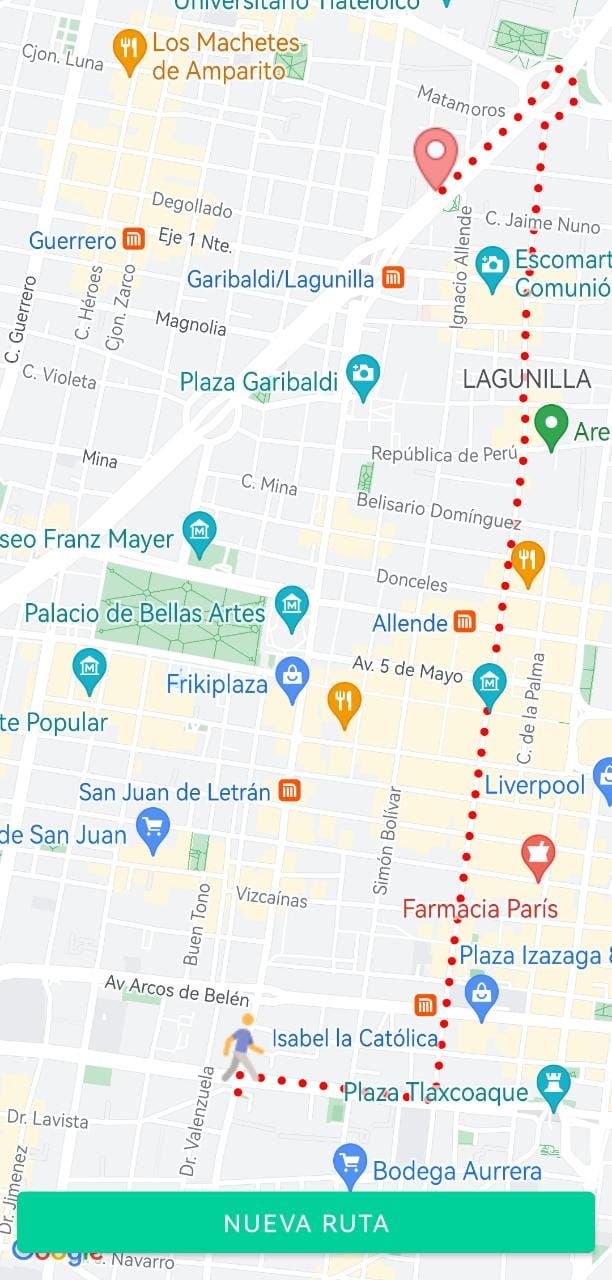 Universitario Tlatelolco
Cjon. Luna
Los Machetes
de Amparito
Matamoros
Degollado
C. Jaime Nuno
Guerrero
Eje 1 Nte.
Ignacio Allende
Escomart
Comunió
Garibaldi/Lagunilla
C. Héroes
Cjon. Zarco
C. Guerrero
Magnolia
C. Violeta
Plaza Garibaldi
LAGUNILLA
Are
República de Perú
Mina
C. Mina
Belisario Domínguez
seo Franz Mayer
Donceles
Palacio de Bellas Artes
Allende
Av. 5 de Mayo
C. de la Palma
Frikiplaza
te Popular
San Juan de Letrán
Liverpool
Simón Bolívar
de San Juan
Vizcaínas
Buen Tono
Farmacia París
Plaza Izazaga 8
Av Arcos de Belén
Isabel la Católica
Plaza Tlaxcoaque
Dr. Valenzuela
Dr. Lavista
Dr. Jimenez
Bodega Aurrera
NUEVA RUTA
Google
Navarro